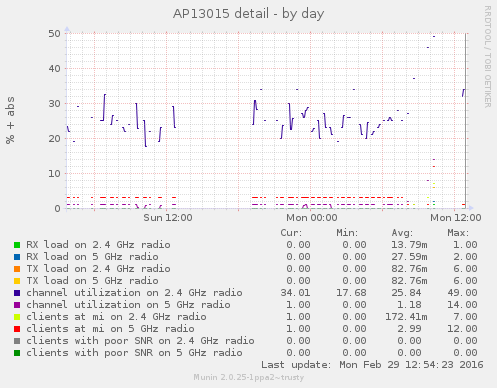 AP13015 detail - by day
RRDTOOL / TOBI OETIKER
% + abs
50
40
30
20
10
0
Sun 12:00 Mon 00:00 Mon 12:00
Cur: Min: Avg: Max:
RX load on 2.4 GHz radio 0.00 0.00 13.79m 1.00
RX load on 5 GHz radio 0.00 0.00 27.59m 2.00
TX load on 2.4 GHz radio 0.00 0.00 82.76m 6.00
TX load on 5 GHz radio 0.00 0.00 82.76m 6.00
channel utilization on 2.4 GHz radio 34.01 17.68 25.84 49.00
channel utilization on 5 GHz radio 1.00 1.00 1.18 14.00
clients at mi on 2.4 GHz radio 1.00 0.00 172.41m 7.00
clients at mi on 5 GHz radio 1.00 0.00 2.99 12.00
clients with poor SNR on 2.4 GHz radio 0.00 0.00 0.00 0.00
clients with poor SNR on 5 GHz radio 0.00 0.00 0.00 0.00
Last update: Mon Feb 29 12:54:23 2016
Munin 2.0.25-1ppa2~trusty